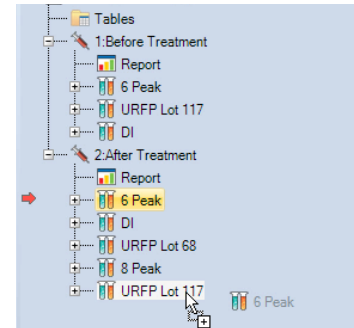 Tables
1:Before Treatment
Report
6 Peak
URFP Lot 117
DI
2:After Treatment
Report
6 Peak
DI
URFP Lot 68
8 Peak
URFP Lot 117
6 Peak